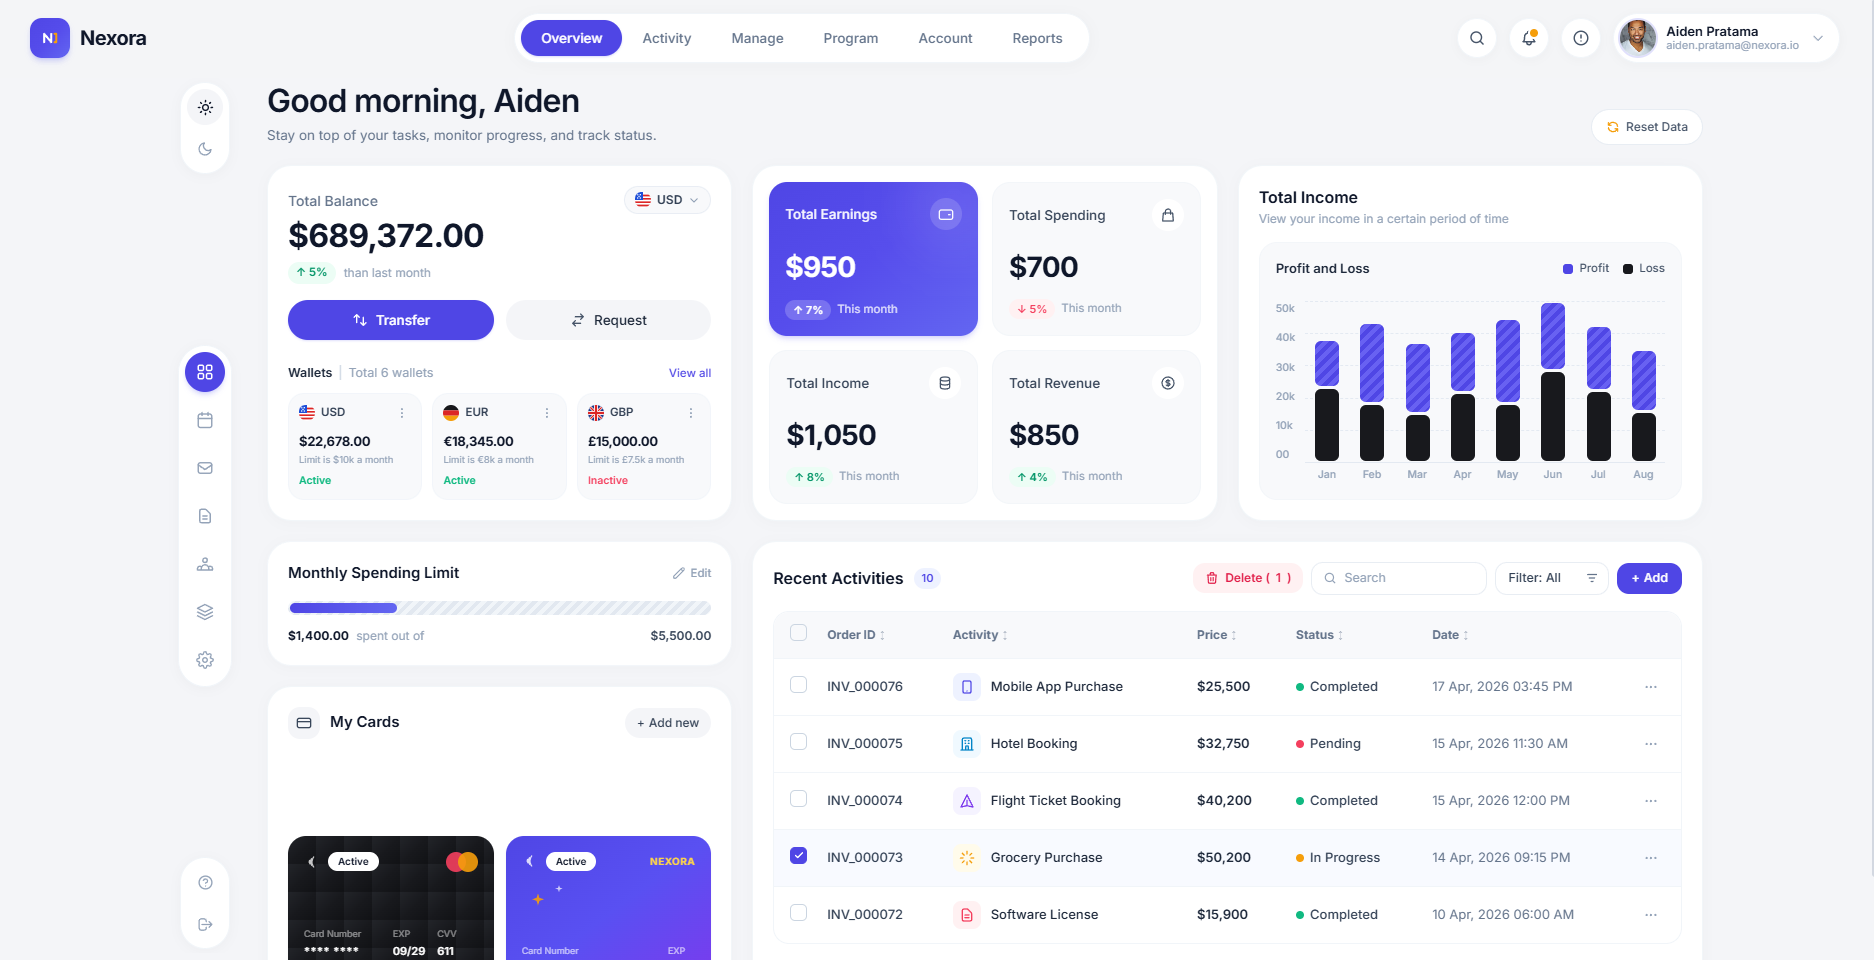 Nexora
Overview Activity Manage Program Account Reports
Aiden Pratama
aiden.pratama@nexora.io
Good morning, Aiden
Stay on top of your tasks, monitor progress, and track status.
Reset Data
Total Balance
USD
$689,372.00
5% than last month
Transfer
Request
Wallets Total 6 wallets
View all
USD
$22,678.00
Limit is $10k a month
Active
EUR
€18,345.00
Limit is €8k a month
Active
GBP
£15,000.00
Limit is £7.5k a month
Inactive
Total Earnings
$950
7% This month
Total Spending
$700
5% This month
Total Income
$1,050
8% This month
Total Revenue
$850
4% This month
Total Income
View your income in a certain period of time
Profit and Loss
Profit Loss
50k
40k
30k
20k
10k
00
Jan Feb Mar Apr May Jun Jul Aug
Monthly Spending Limit
Edit
$1,400.00 spent out of
$5,500.00
My Cards
+ Add new
Active
Card Number EXP CVV
**** **** 09/29 611
Active
NEXORA
Card Number EXP
Recent Activities 10
Delete ( 1 )
Search
Filter: All
+ Add
Order ID Activity Price Status Date
INV_000076 Mobile App Purchase $25,500 Completed 17 Apr, 2026 03:45 PM
INV_000075 Hotel Booking $32,750 Pending 15 Apr, 2026 11:30 AM
INV_000074 Flight Ticket Booking $40,200 Completed 15 Apr, 2026 12:00 PM
INV_000073 Grocery Purchase $50,200 In Progress 14 Apr, 2026 09:15 PM
INV_000072 Software License $15,900 Completed 10 Apr, 2026 06:00 AM